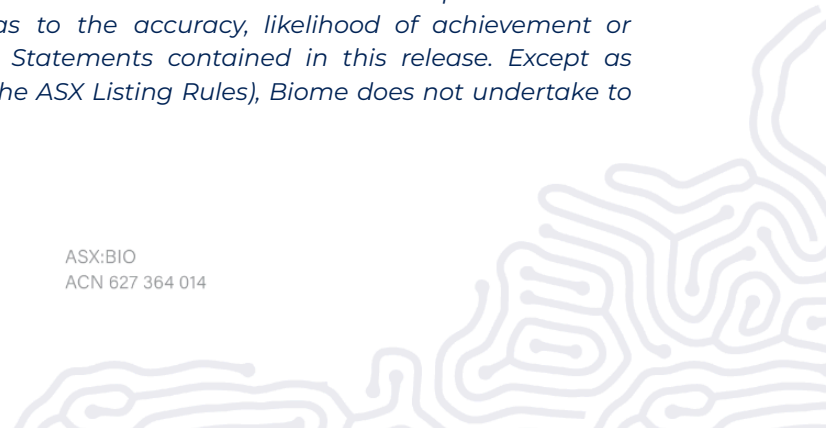 as to the accuracy, likelihood of achievement or
Statements contained in this release. Except as
he ASX Listing Rules), Biome does not undertake to
ASX:BIO
ACN 627 364 014